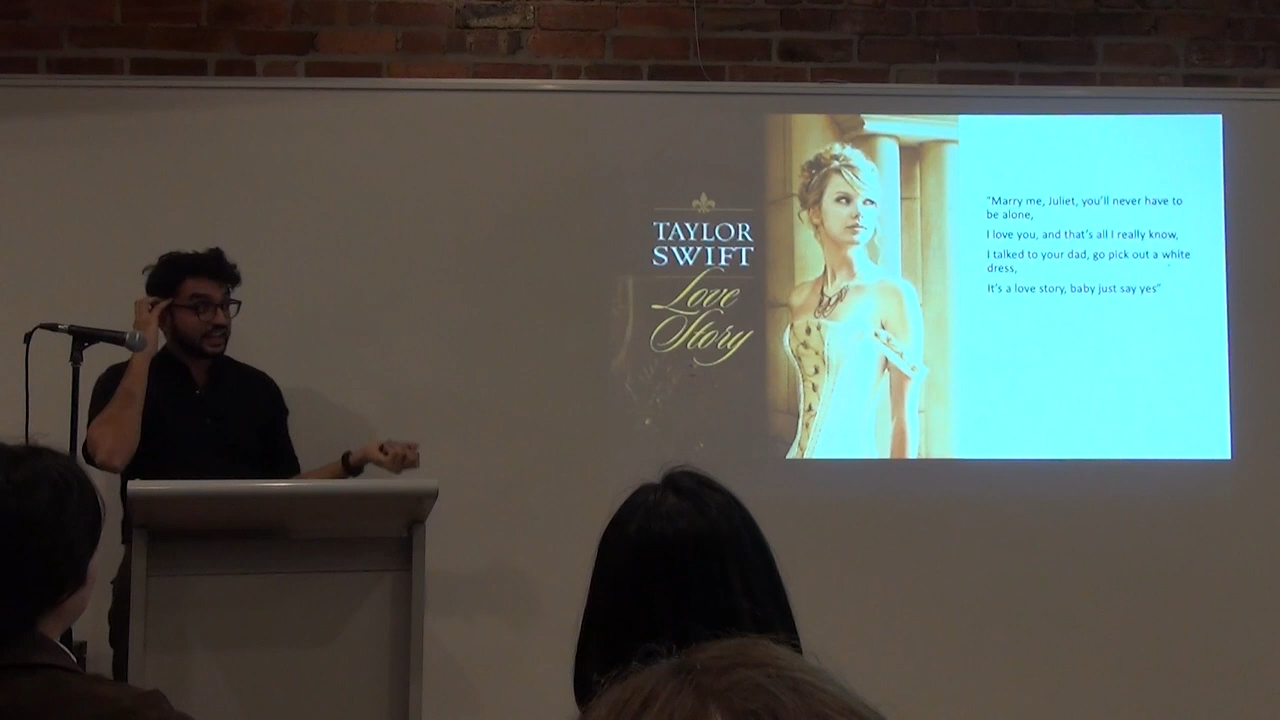 TAYLOR
SWIFT
Love
Story
"Marry me, Juliet, you'll never have to
be alone,
I love you, and that's all I really know,
I talked to your dad, go pick out a white
dress,
It's a love story, baby just say yes"